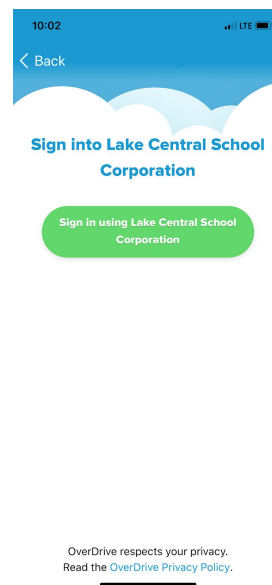 10:02
LTE
Back
Sign into Lake Central School
Corporation
Sign in using Lake Central School
Corporation
OverDrive respects your privacy.
Read the OverDrive Privacy Policy.